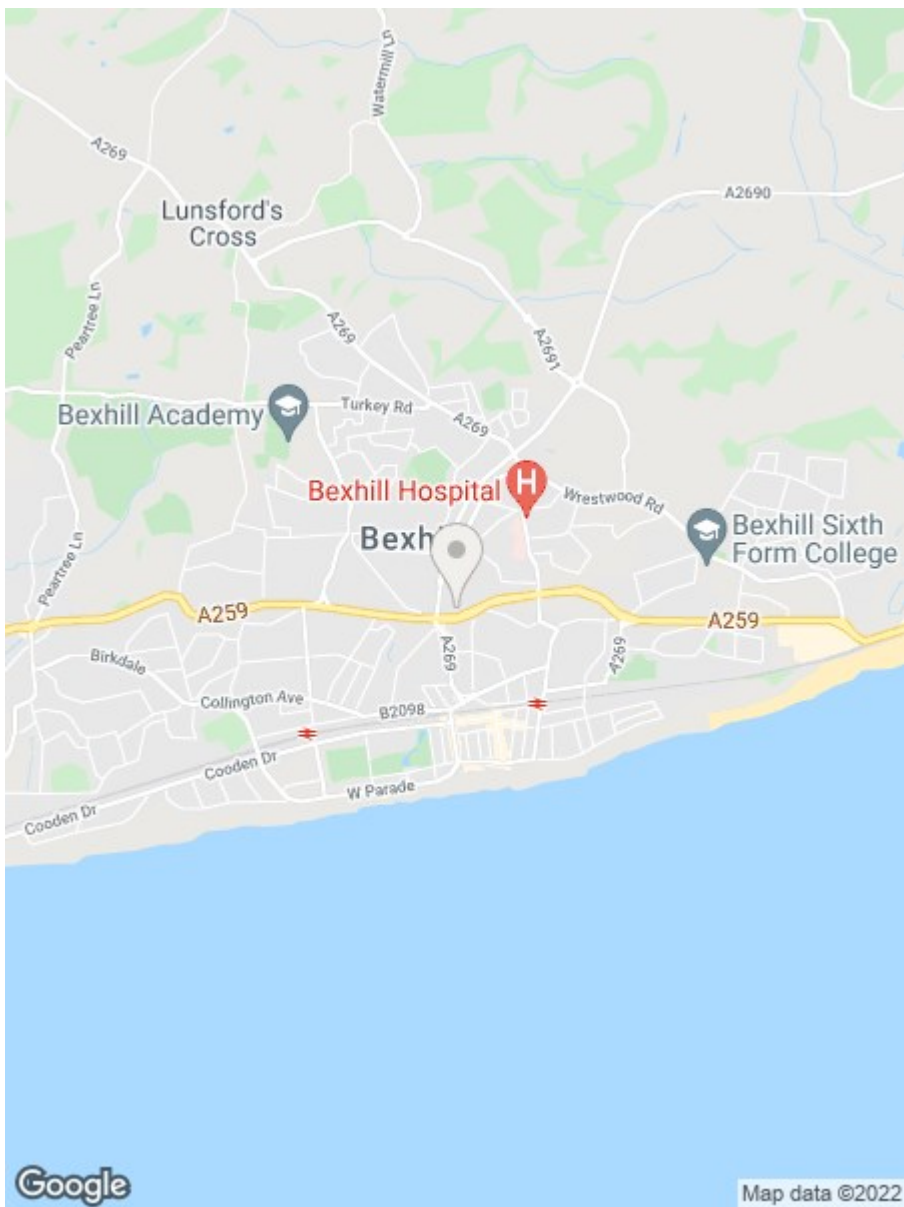 Watermill Ln
A269
A2690
Lunsford's
Cross
Peartree Ln
A269
A2691
Bexhill Academy
Turkey Rd
A269
Bexhill Hospital
H
Wrestwood Rd
Bexhill Sixth
Form College
Peartree Ln
A259
A259
Birkdale
A269
A269
Collington Ave
B2098
Cooden Dr
W Parade
Cooden Dr
Google
Map data ©2022